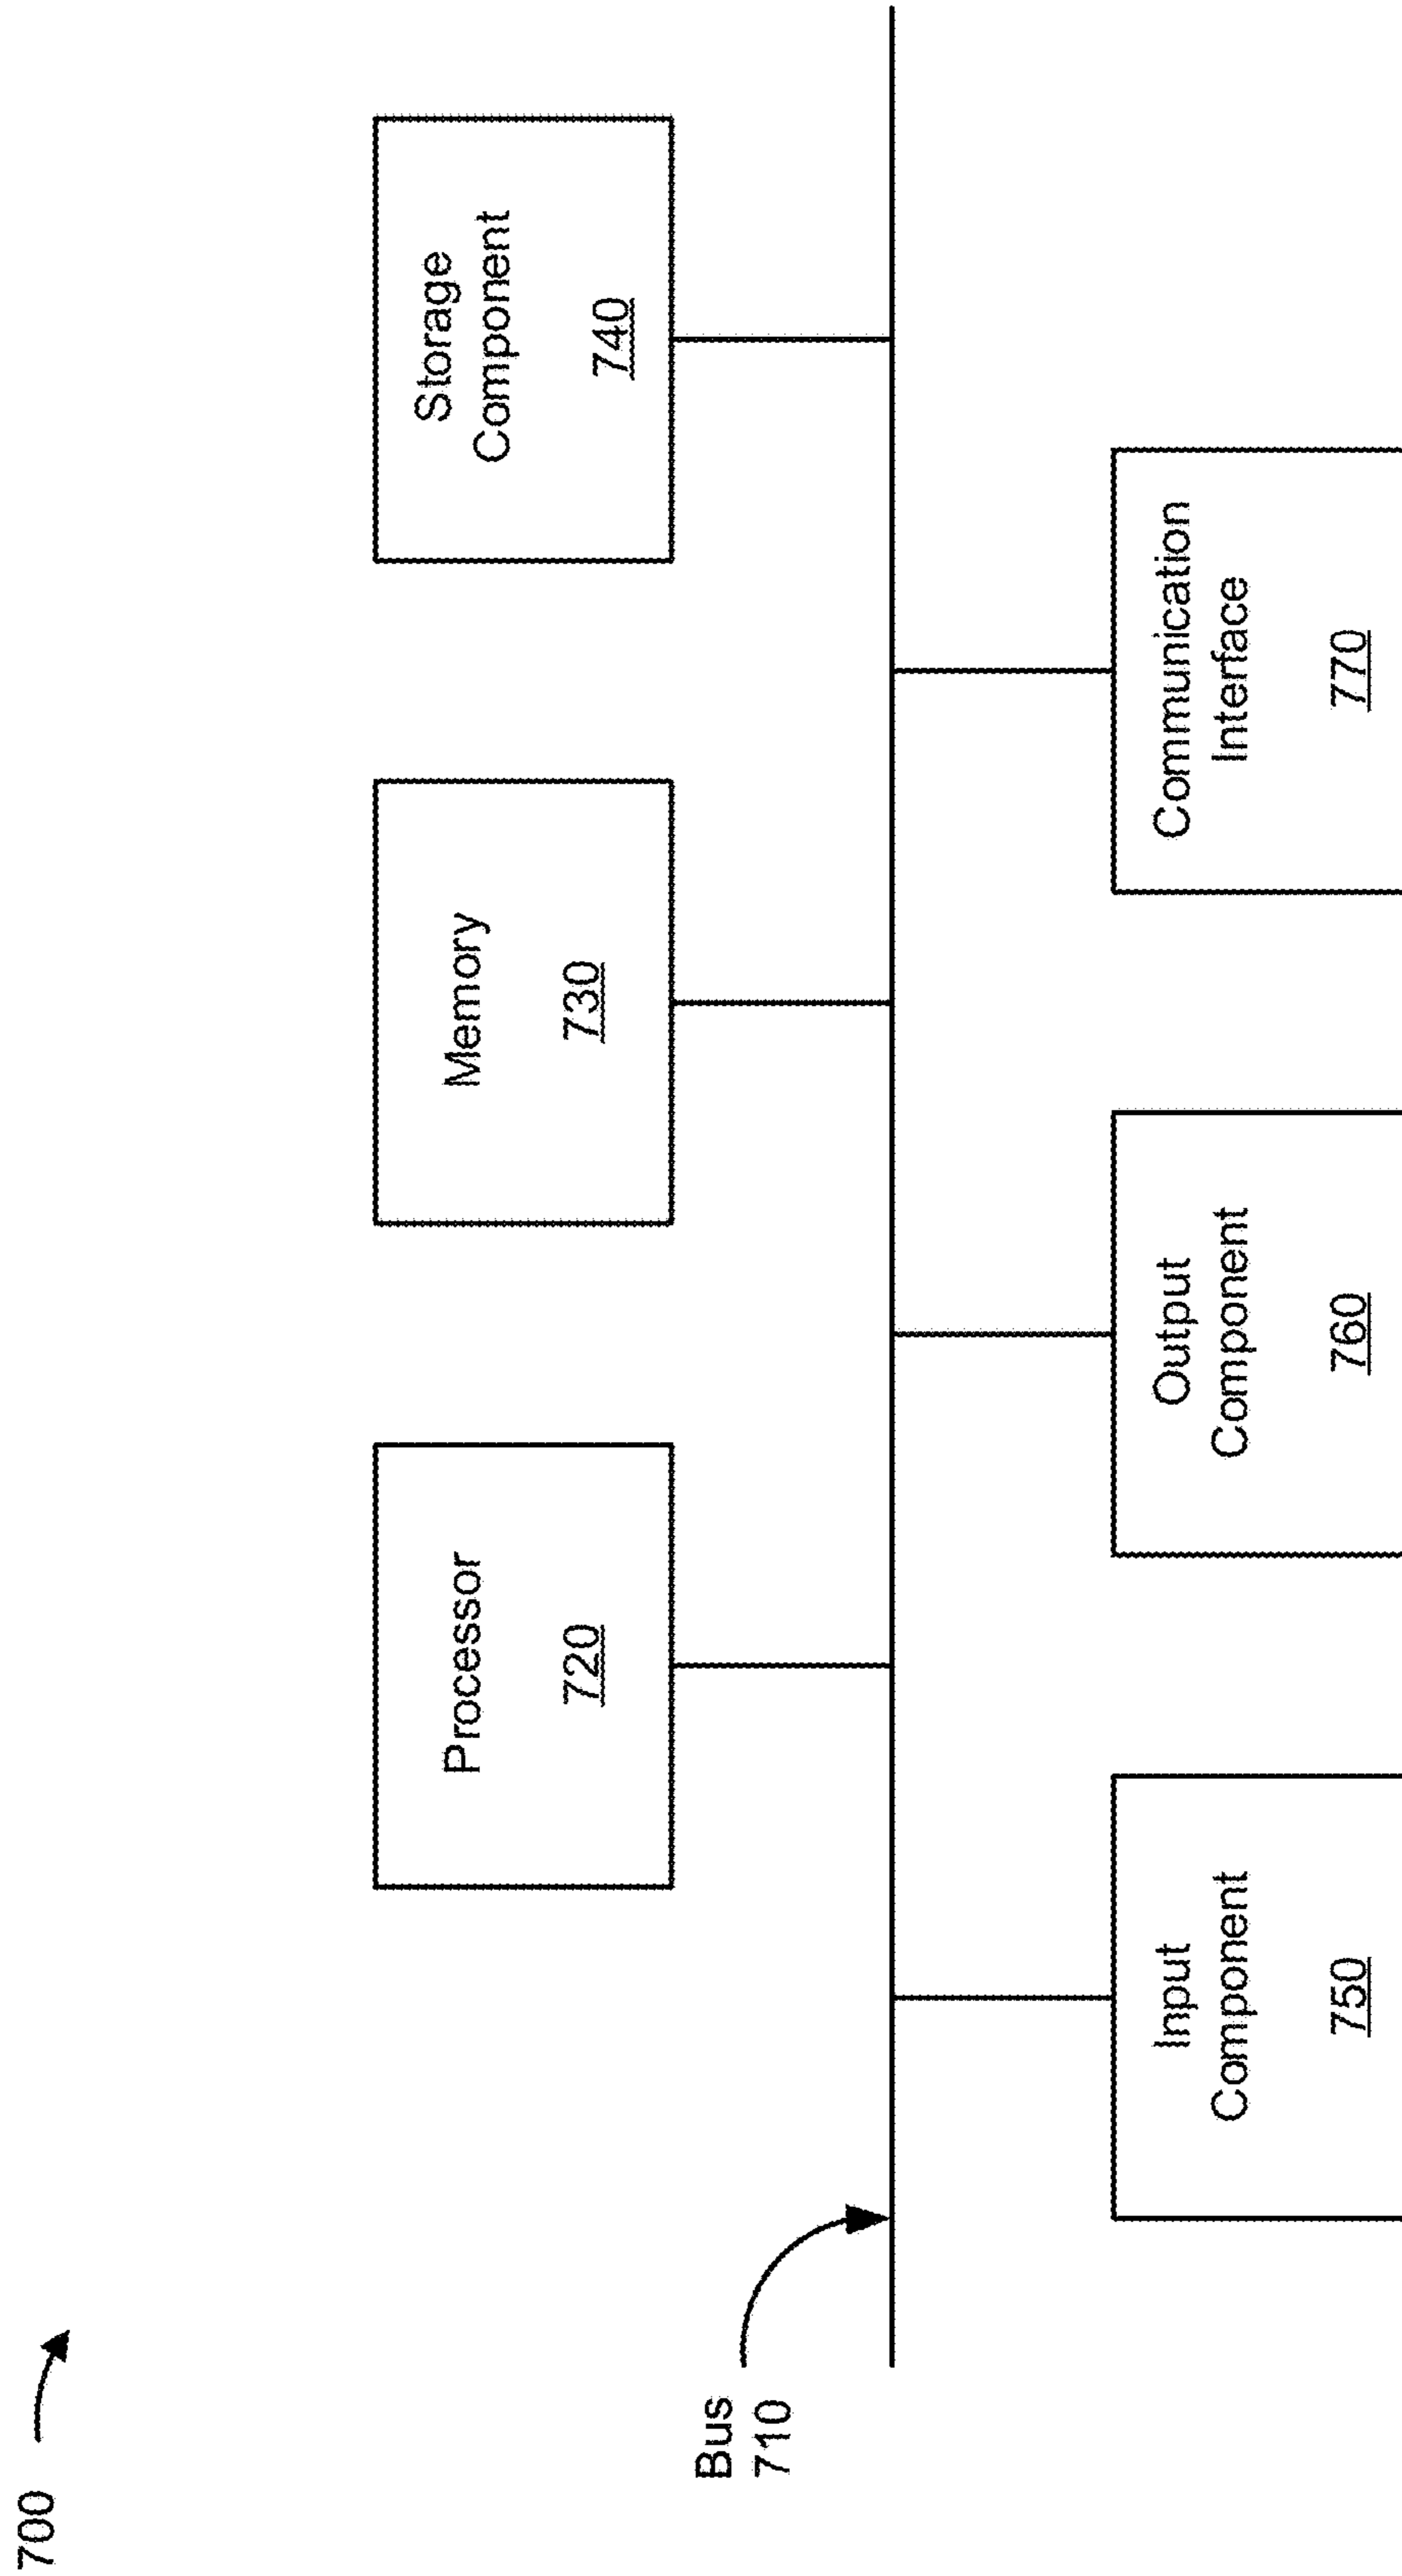 700
Processor
720
Memory
730
Storage
Component
740
Bus
710
Input
Component
750
Output
Component
760
Communication
Interface
770